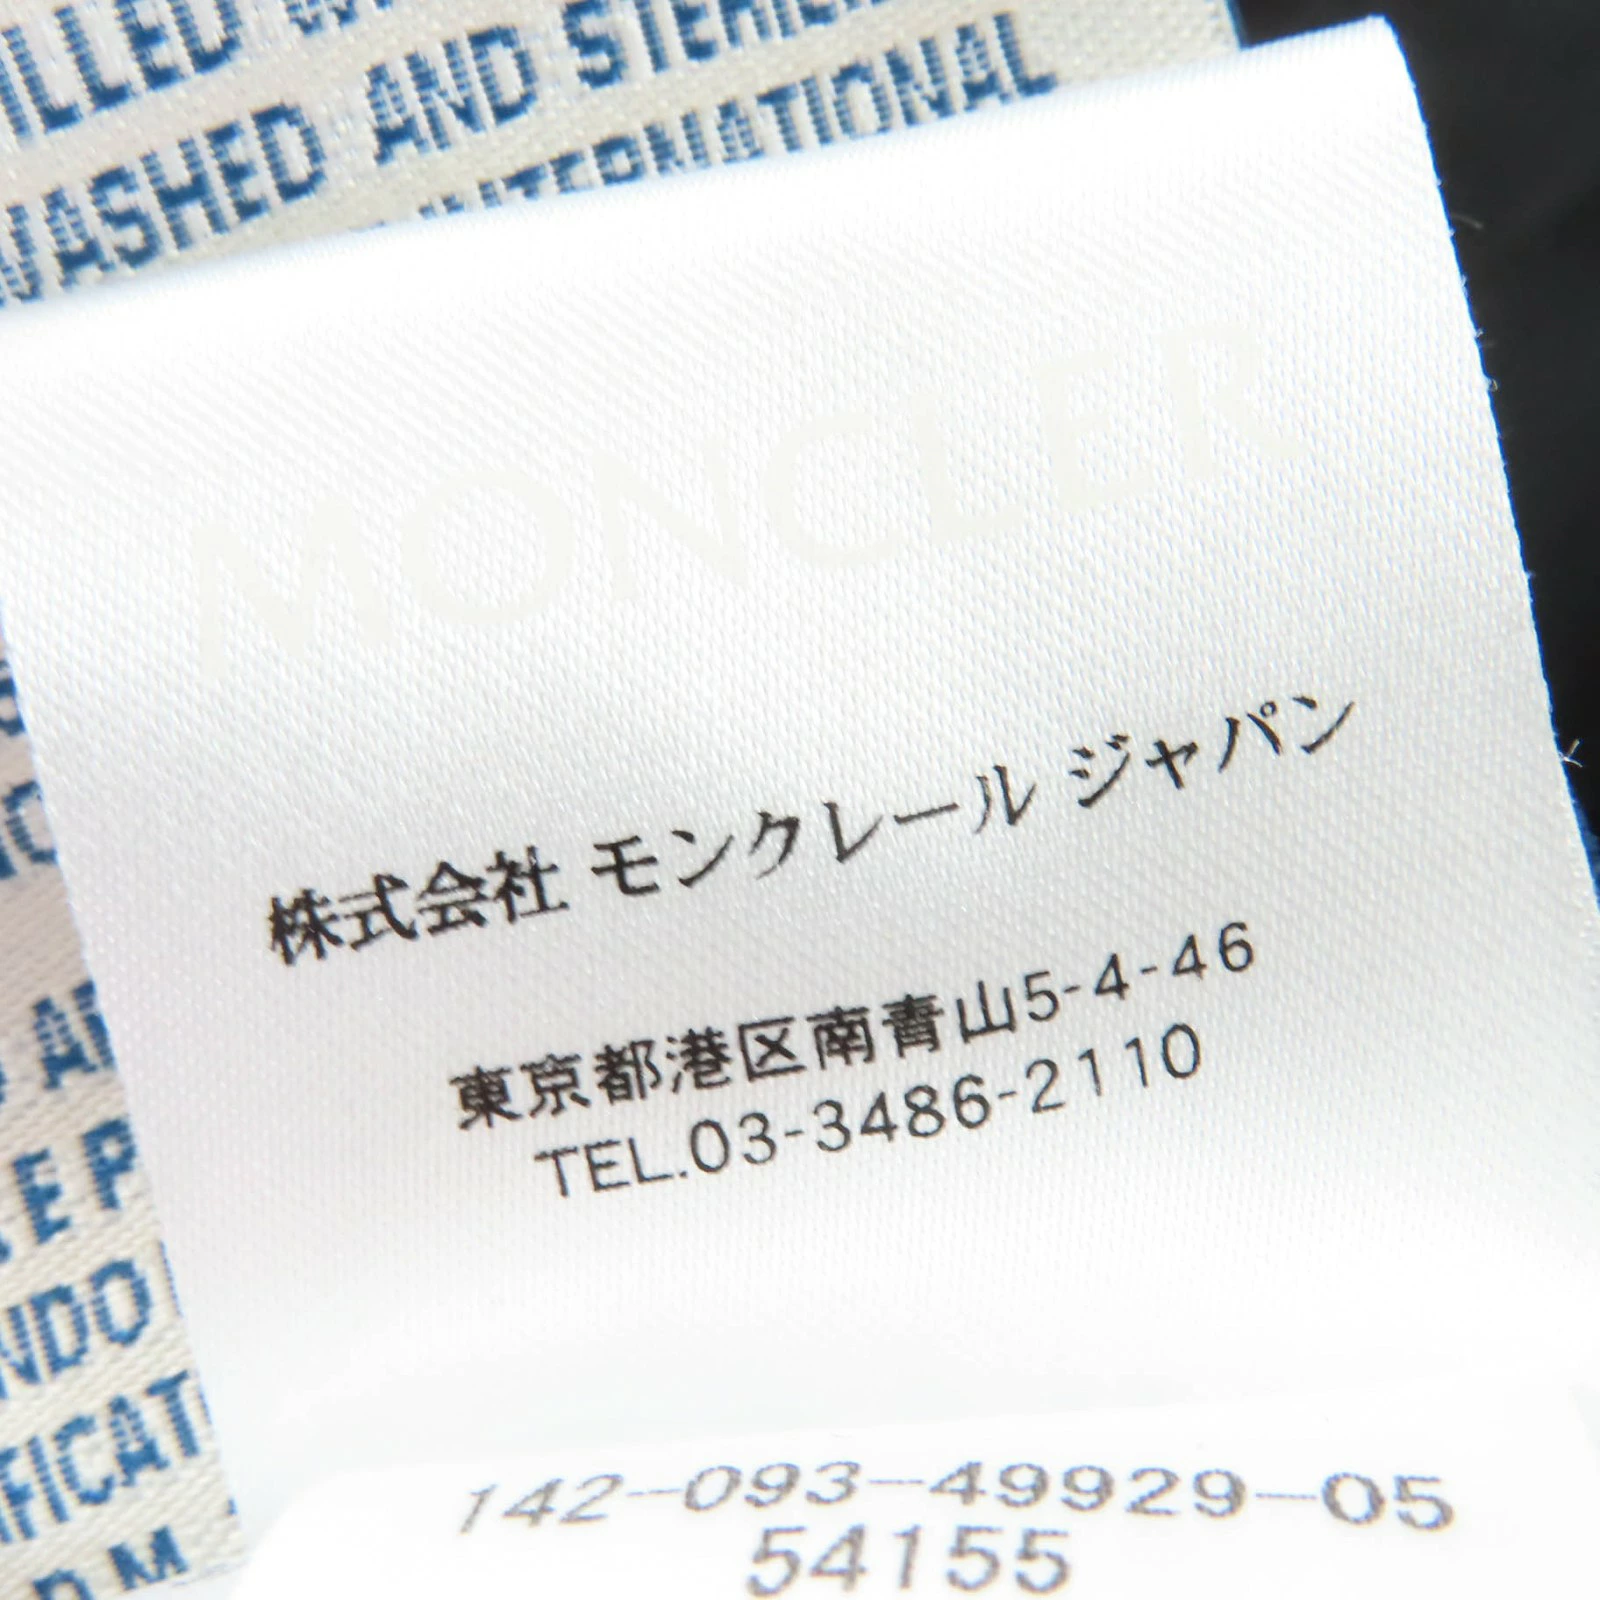 WASHED AND
INTERNATIONAL
MONCLER
株式会社 モンクレール ジャパン
東京都港区南青山5-4-46
TEL.03-3486-2110
142-093-49929-05
54155